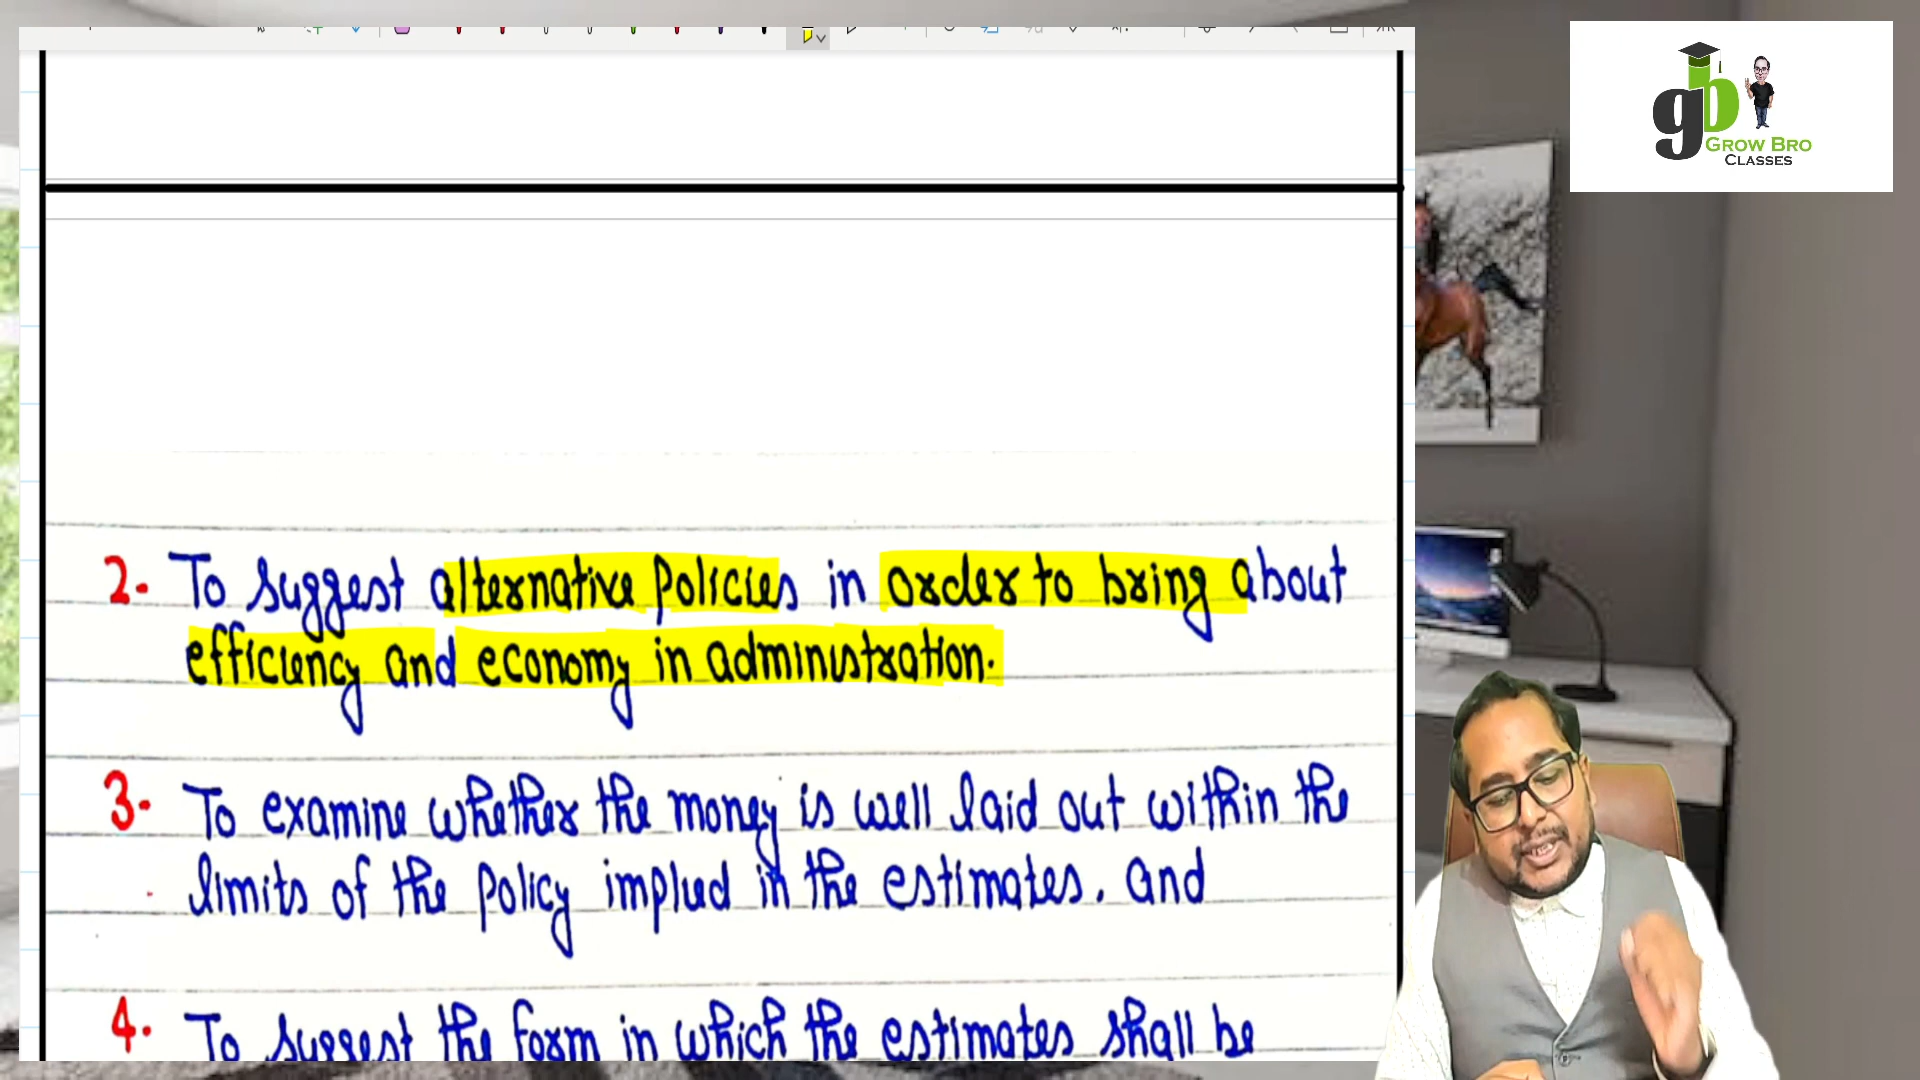 gb
GROW BRO
CLASSES
2- To suggest alternative policies in order to bring about
efficiency and economy in administration.
3- To examine whether the money is well laid out within the
limits of the policy implied in the estimates. and
4. To suggest the form in which the estimates shall be